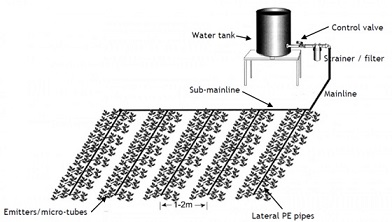 Water tank
Control valve
Strainer / filter
Sub-mainline
Mainline
Emitters/micro-tubes
1-2m
Lateral PE pipes